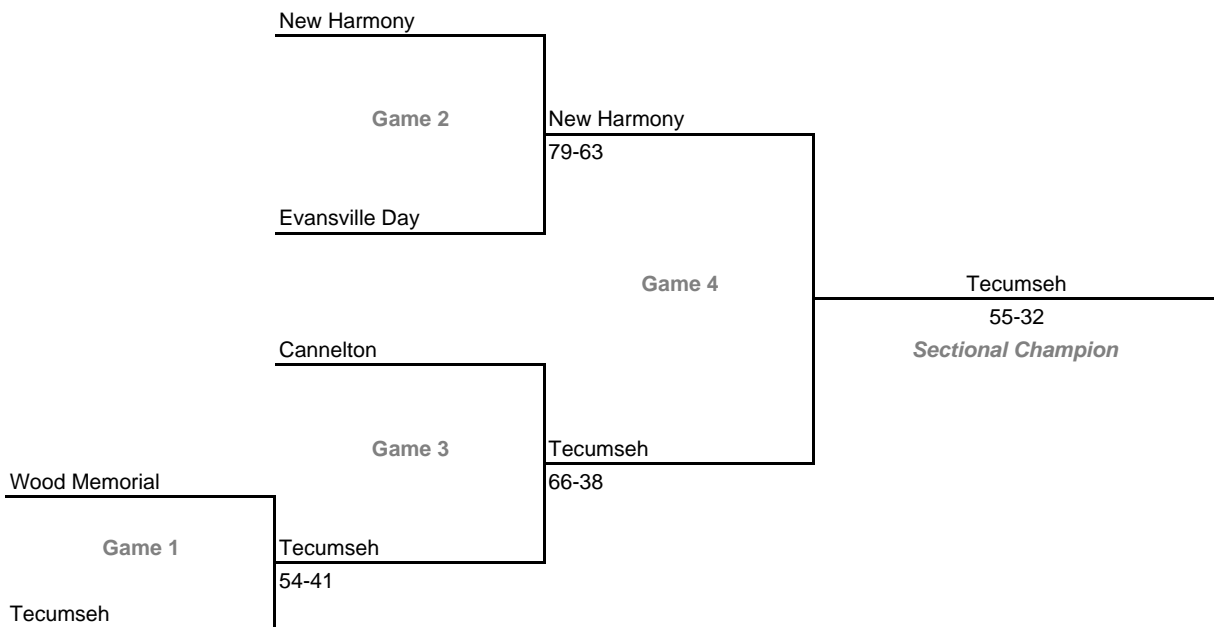 New Harmony
Game 2
New Harmony
79-63
Evansville Day
Game 4
Tecumseh
55-32
Sectional Champion
Cannelton
Game 3
Tecumseh
66-38
Wood Memorial
Game 1
Tecumseh
54-41
Tecumseh